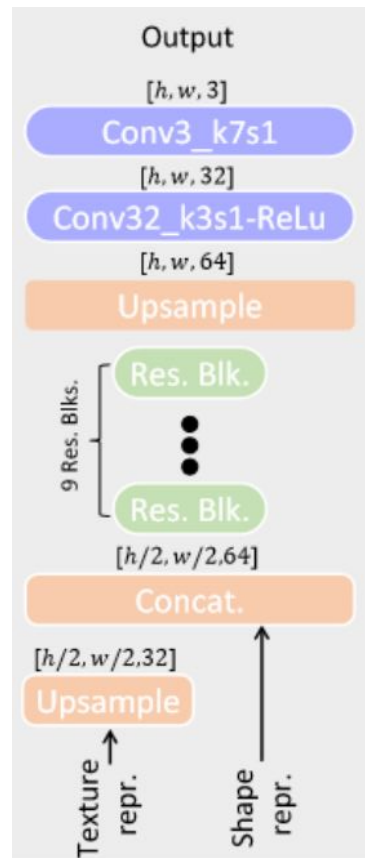 Output
[h, w, 3]
Conv3_k7s1
[h, w, 32]
Conv32_k3s1-ReLu
[h, w, 64]
Upsample
Res. Blk.
9 Res. Blks.
Res. Blk.
[h/2, w/2,64]
Concat.
[h/2, w/2,32]
Upsample
Texture
repr.
Shape
repr.